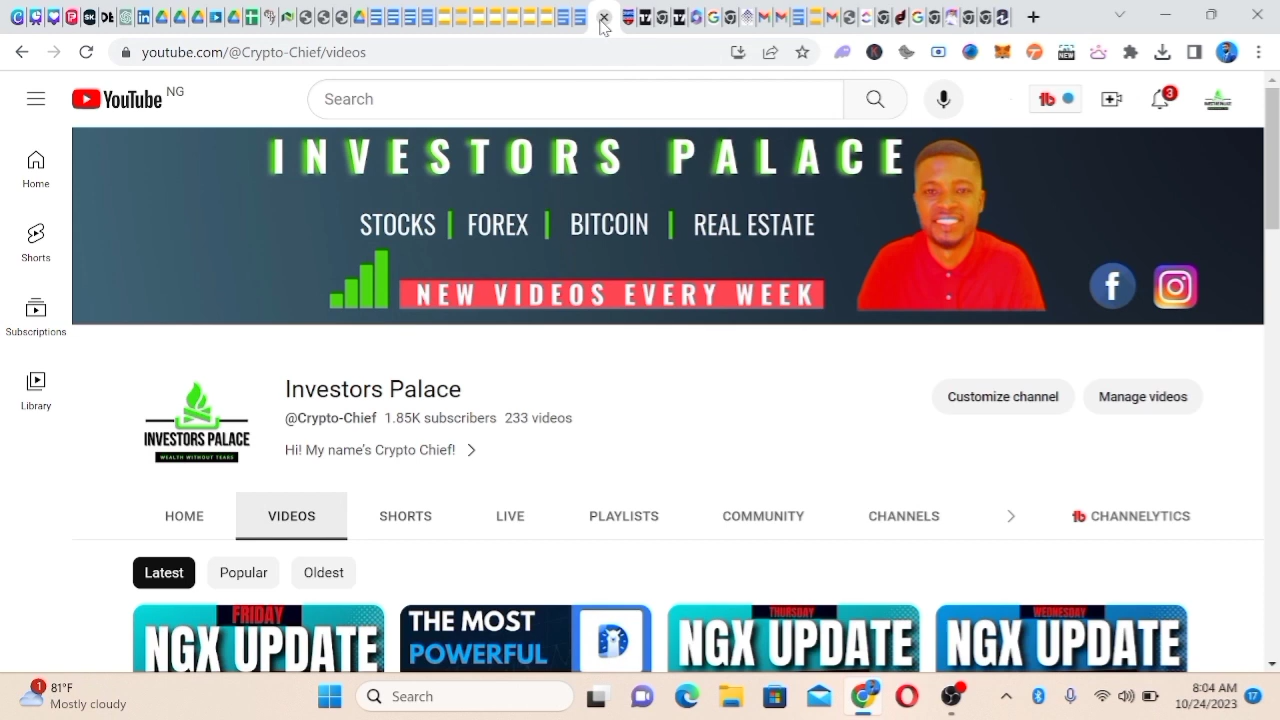 youtube.com/@Crypto-Chief/videos
NEW
YouTube NG
Search
3
INVESTORS PALACE
STOCKS | FOREX | BITCOIN | REAL ESTATE
NEW VIDEOS EVERY WEEK
Home
Shorts
Subscriptions
Library
INVESTORS PALACE
WEALTH WITHOUT TEARS
Investors Palace
@Crypto-Chief 1.85K subscribers 233 videos
Hi! My name's Crypto Chief!
Customize channel
Manage videos
HOME
VIDEOS
SHORTS
LIVE
PLAYLISTS
COMMUNITY
CHANNELS
CHANNELYTICS
Latest
Popular
Oldest
FRIDAY
NGX UPDATE
THE MOST
POWERFUL
THURSDAY
NGX UPDATE
WEDNESDAY
NGX UPDATE
1
81°F
Mostly cloudy
Search
8:04 AM
10/24/2023
17